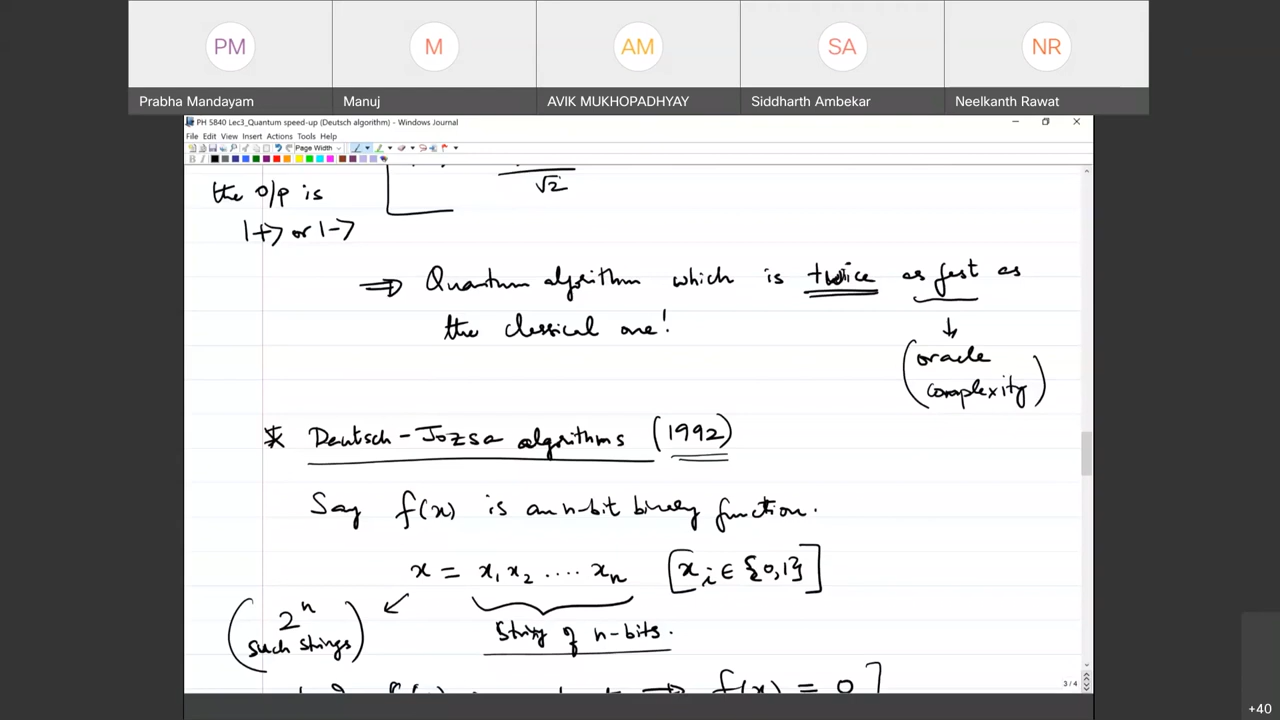 PM
M
AM
SA
NR
Prabha Mandayam
Manuj
AVIK MUKHOPADHYAY
Siddharth Ambekar
Neelkanth Rawat
PH 5840 Lec3_Quantum speed-up (Deutsch algorithm) - Windows Journal
File Edit View Insert Actions Tools Help
Page Width
B I
√2
the o/p is
|+> or |->
⇒ Quantum algorithm which is twice as fast as
the classical one!
(oracle
complexity)
* Deutsch-Jozsa algorithms (1992)
Say f(x) is an n-bit binary function.
x = x₁ x₂ .... xₙ [xᵢ ∈ {0,1}]
(2ⁿ
such strings)
String of n-bits.
f(x) = 0]
3 / 4
+40